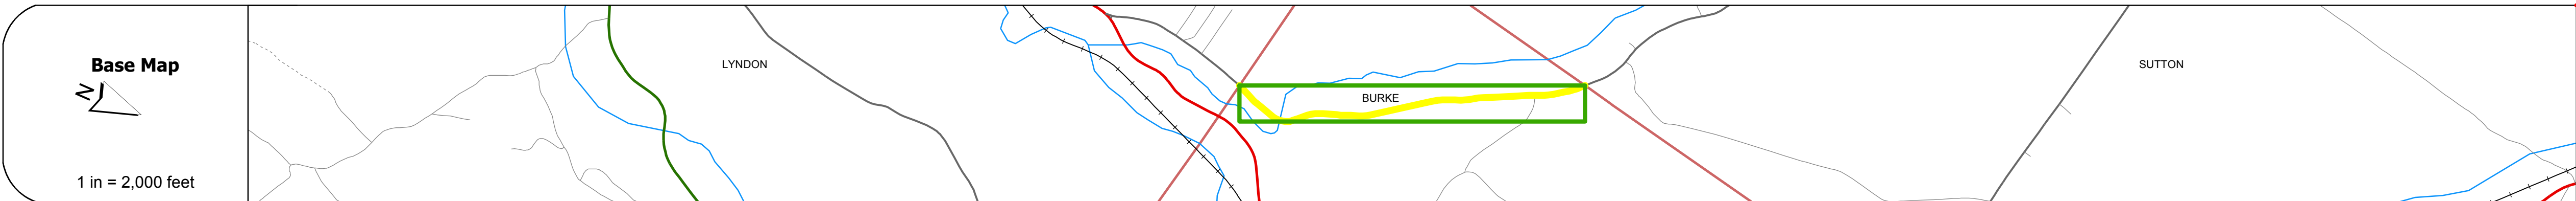 Base Map
N
1 in = 2,000 feet
LYNDON
BURKE
SUTTON